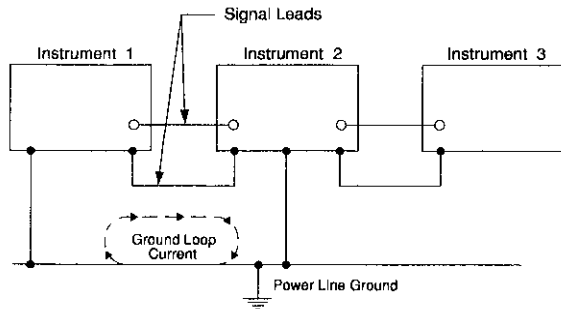 Signal Leads
Instrument 1
Instrument 2
Instrument 3
Ground Loop
Current
Power Line Ground